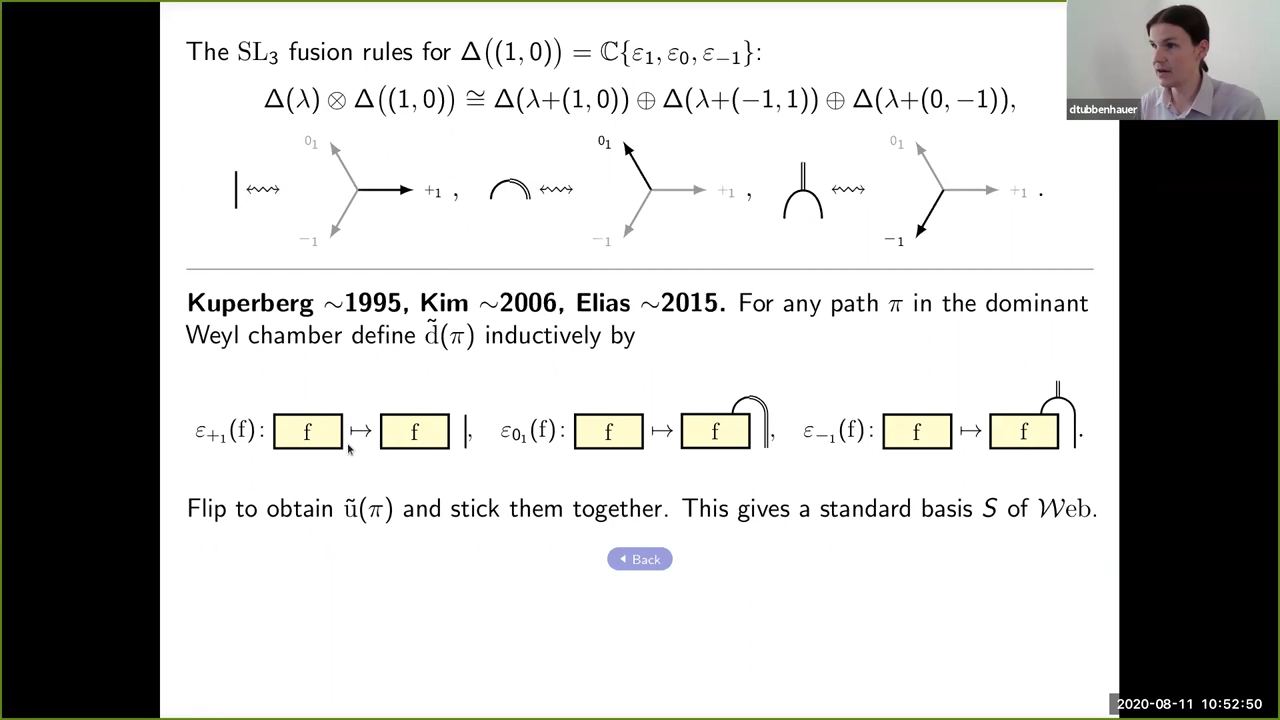 The SL₃ fusion rules for Δ((1, 0)) = ℂ{ε₁, ε₀, ε₋₁}:
Δ(λ) ⊗ Δ((1, 0)) ≅ Δ(λ+(1, 0)) ⊕ Δ(λ+(−1, 1)) ⊕ Δ(λ+(0, −1)),
dtubbenhauer
0₁ 0₁ 0₁
+₁ , +₁ , +₁ .
−₁ −₁ −₁
Kuperberg ∼1995, Kim ∼2006, Elias ∼2015. For any path π in the dominant
Weyl chamber define d̃(π) inductively by
ε₊₁(f): f ↦ f , ε₀₁(f): f ↦ f , ε₋₁(f): f ↦ f .
Flip to obtain ũ(π) and stick them together. This gives a standard basis S of Web.
Back
2020-08-11 10:52:50